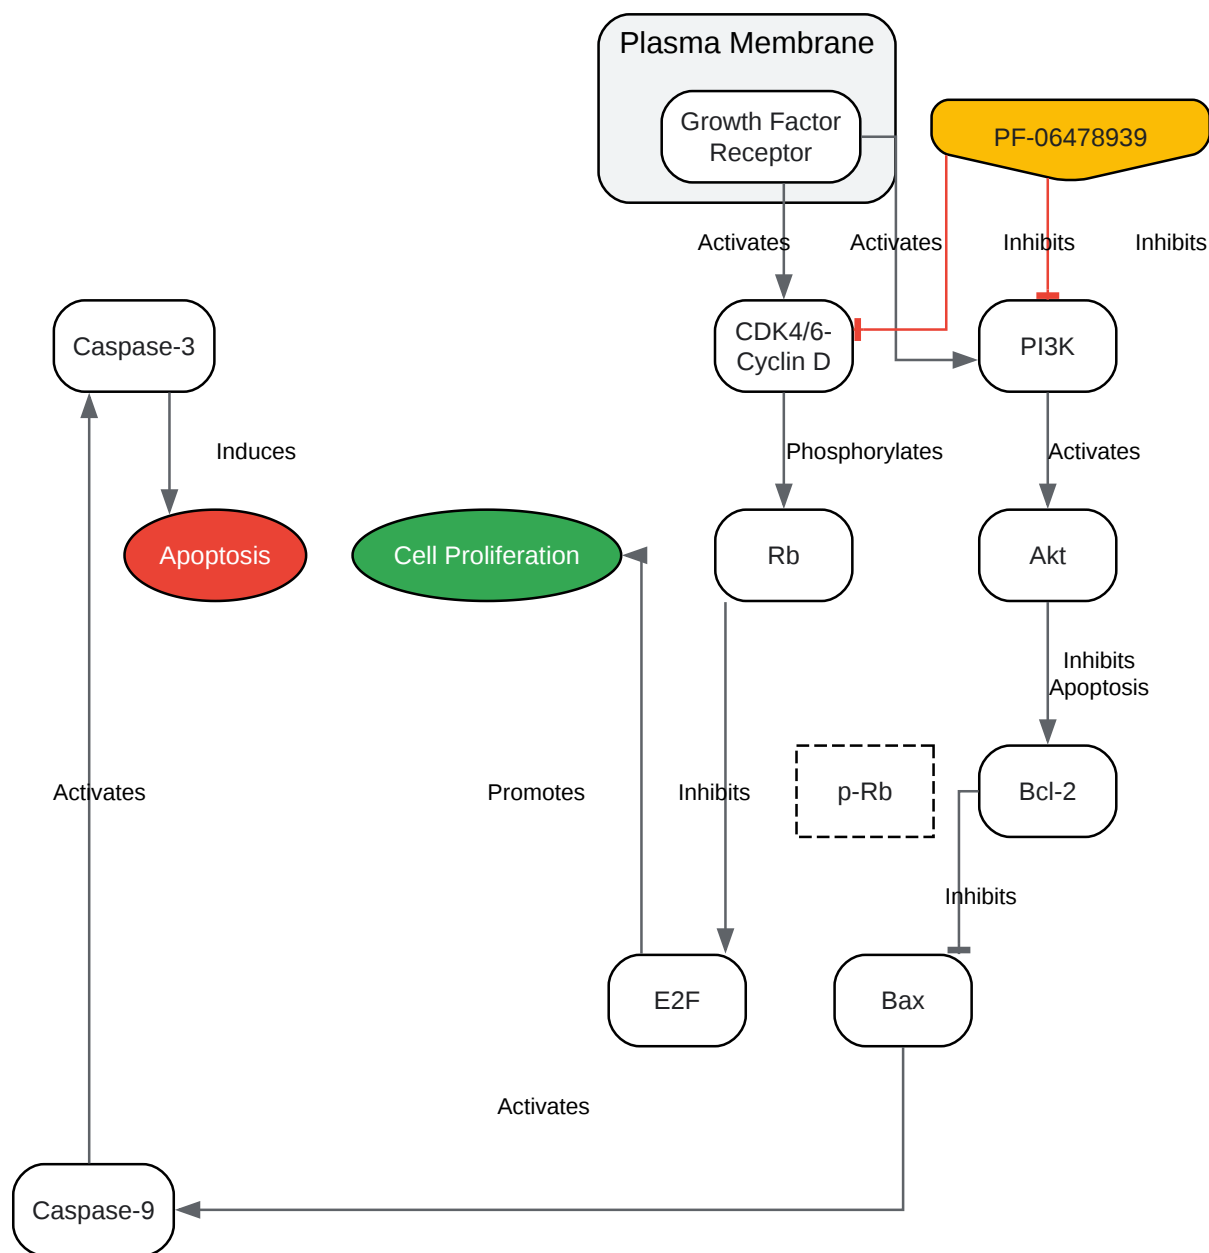 Plasma Membrane
Growth Factor
Receptor
PF-06478939
Activates
Activates
Inhibits
Inhibits
Caspase-3
CDK4/6-
Cyclin D
PI3K
Induces
Phosphorylates
Activates
Apoptosis
Cell Proliferation
Rb
Akt
Inhibits
Apoptosis
Activates
Promotes
Inhibits
p-Rb
Bcl-2
Inhibits
E2F
Bax
Activates
Caspase-9